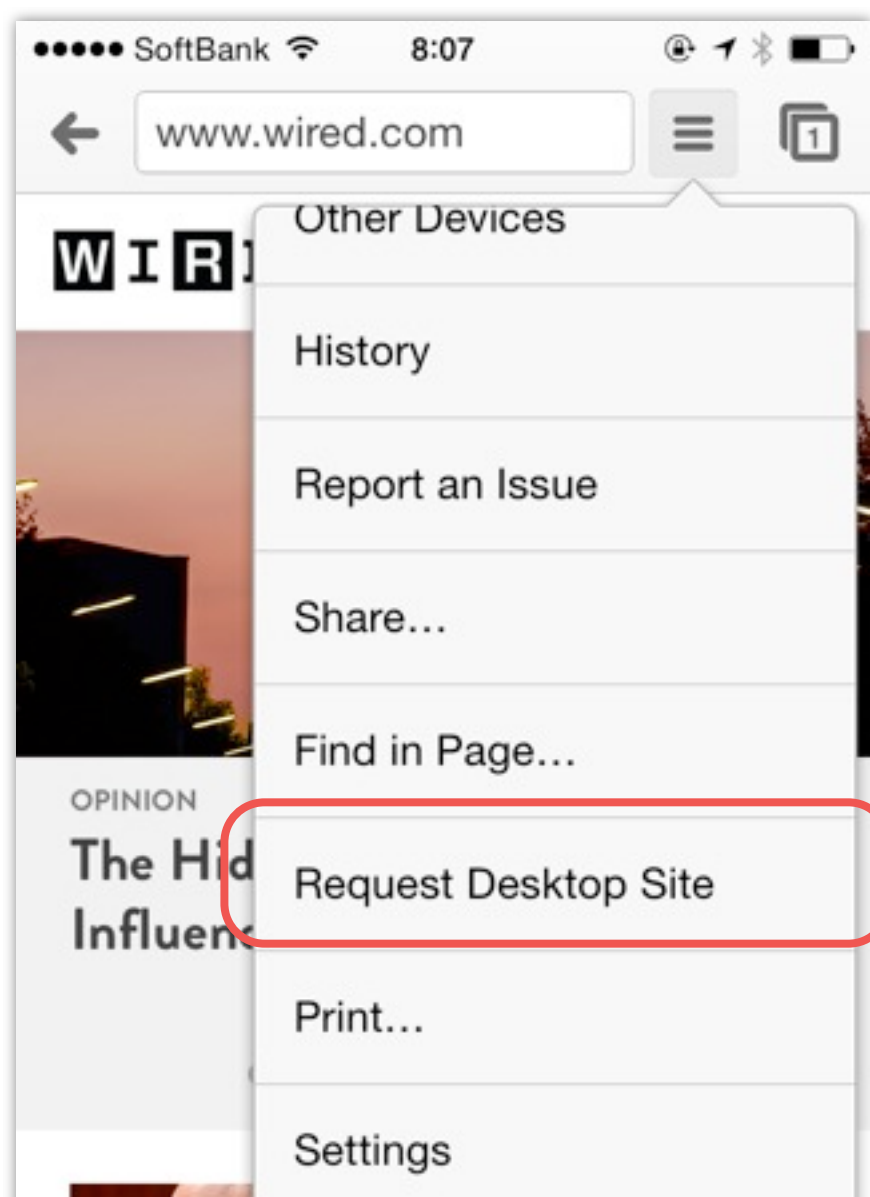 SoftBank 8:07
www.wired.com 1
WIR
Other Devices
History
Report an Issue
Share...
Find in Page...
OPINION
The Hid
Request Desktop Site
Influen
Print...
Settings